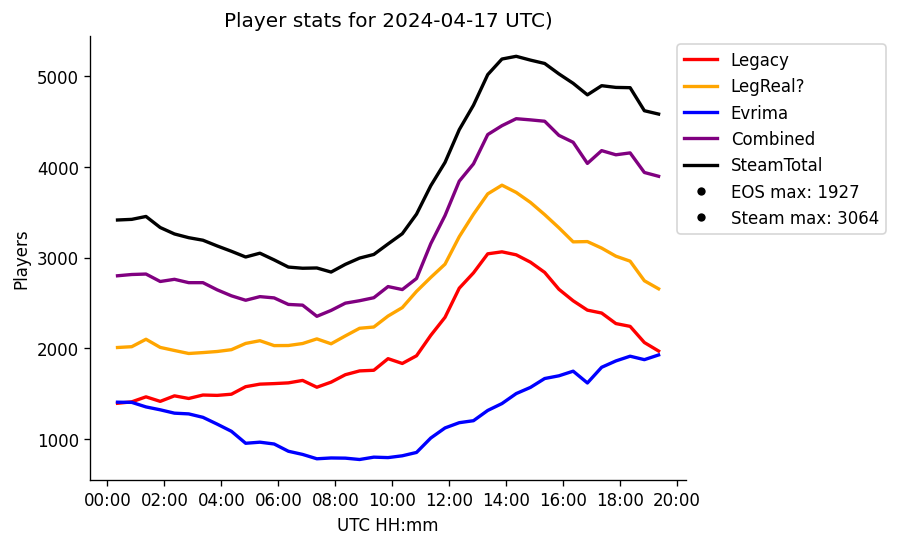 Player stats for 2024-04-17 UTC)
Legacy
LegReal?
Evrima
Combined
SteamTotal
EOS max: 1927
Steam max: 3064
Players
5000
4000
3000
2000
1000
00:00 02:00 04:00 06:00 08:00 10:00 12:00 14:00 16:00 18:00 20:00
UTC HH:mm